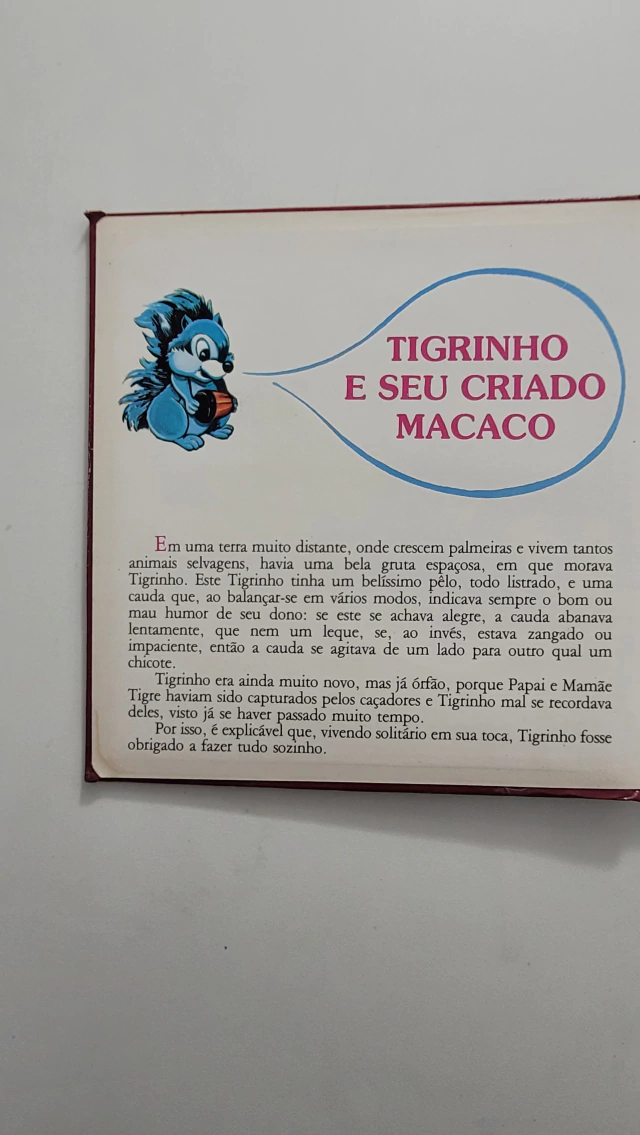 TIGRINHO
E SEU CRIADO
MACACO
Em uma terra muito distante, onde crescem palmeiras e vivem tantos
animais selvagens, havia uma bela gruta espaçosa, em que morava
Tigrinho. Este Tigrinho tinha um belíssimo pêlo, todo listrado, e uma
cauda que, ao balançar-se em vários modos, indicava sempre o bom ou
mau humor de seu dono: se este se achava alegre, a cauda abanava
lentamente, que nem um leque, se, ao invés, estava zangado ou
impaciente, então a cauda se agitava de um lado para outro qual um
chicote.
Tigrinho era ainda muito novo, mas já órfão, porque Papai e Mamãe
Tigre haviam sido capturados pelos caçadores e Tigrinho mal se recordava
deles, visto já se haver passado muito tempo.
Por isso, é explicável que, vivendo solitário em sua toca, Tigrinho fosse
obrigado a fazer tudo sozinho.